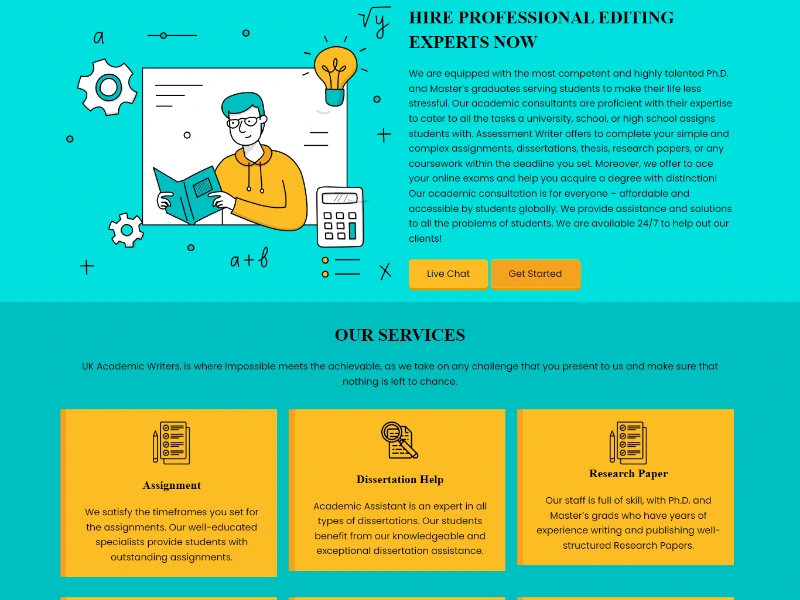 a
√y
HIRE PROFESSIONAL EDITING
EXPERTS NOW
We are equipped with the most competent and highly talented Ph.D.
and Master's graduates serving students to make their life less
stressful. Our academic consultants are proficient with their expertise
to cater to all the tasks a university, school, or high school assigns
students with. Assessment Writer offers to complete your simple and
complex assignments, dissertations, thesis, research papers, or any
coursework within the deadline you set. Moreover, we offer to ace
your online exams and help you acquire a degree with distinction!
Our academic consultation is for everyone – affordable and
accessible by students globally. We provide assistance and solutions
to all the problems of students. We are available 24/7 to help out our
clients!
a+b
x
Live Chat
Get Started
OUR SERVICES
UK Academic Writers, is where impossible meets the achievable, as we take on any challenge that you present to us and make sure that
nothing is left to chance.
Assignment
We satisfy the timeframes you set for
the assignments. Our well-educated
specialists provide students with
outstanding assignments.
Dissertation Help
Academic Assistant is an expert in all
types of dissertations. Our students
benefit from our knowledgeable and
exceptional dissertation assistance.
Research Paper
Our staff is full of skill, with Ph.D. and
Master's grads who have years of
experience writing and publishing well-
structured Research Papers.